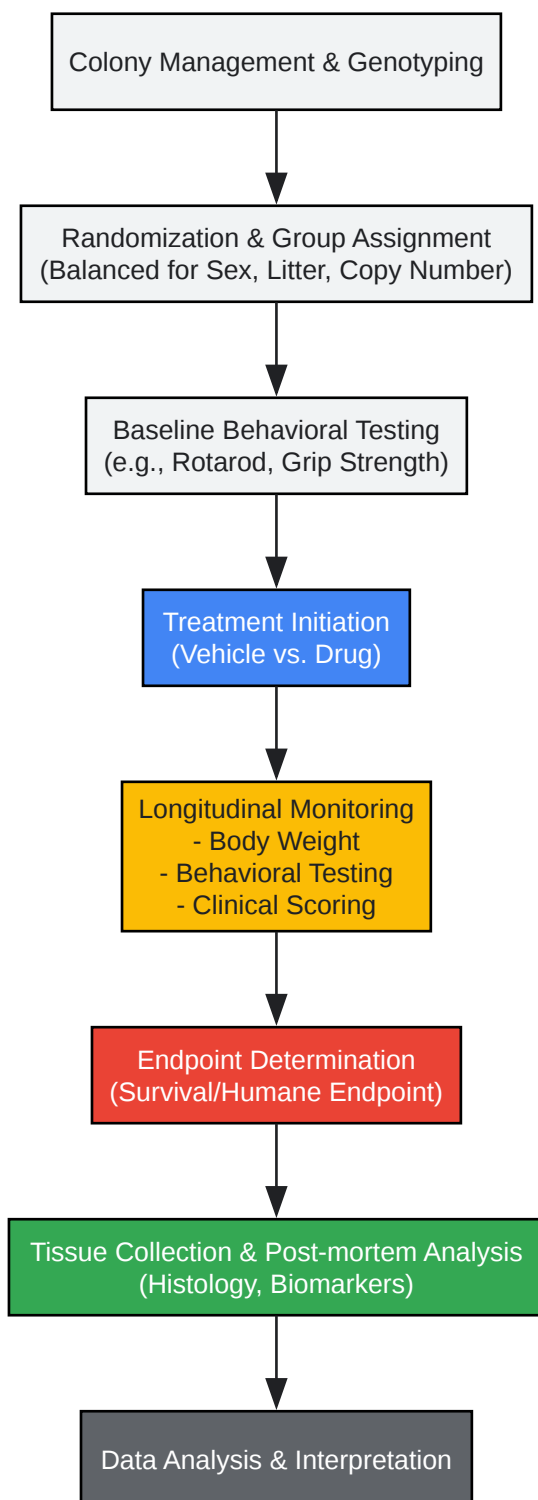 Colony Management & Genotyping
Randomization & Group Assignment
(Balanced for Sex, Litter, Copy Number)
Baseline Behavioral Testing
(e.g., Rotarod, Grip Strength)
Treatment Initiation
(Vehicle vs. Drug)
Longitudinal Monitoring
- Body Weight
- Behavioral Testing
- Clinical Scoring
Endpoint Determination
(Survival/Humane Endpoint)
Tissue Collection & Post-mortem Analysis
(Histology, Biomarkers)
Data Analysis & Interpretation